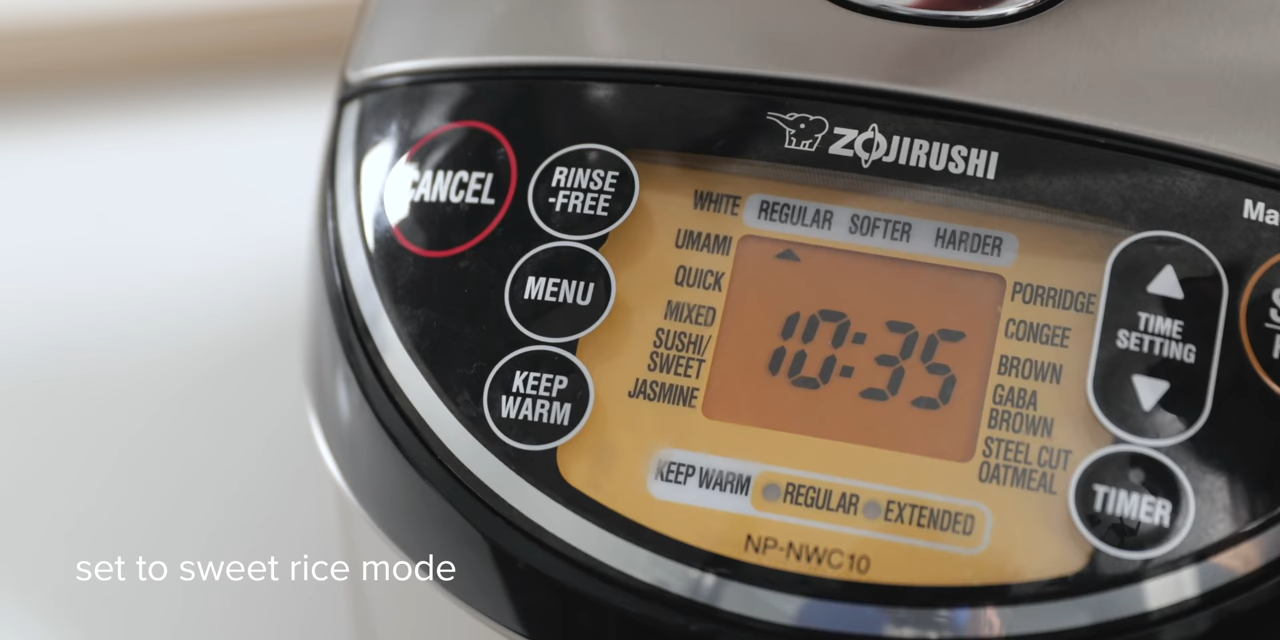 ZOJIRUSHI
CANCEL
RINSE
-FREE
MENU
KEEP
WARM
WHITE REGULAR SOFTER HARDER
UMAMI
QUICK
MIXED
SUSHI/
SWEET
JASMINE
10:35
PORRIDGE
CONGEE
BROWN
GABA
BROWN
STEEL CUT
OATMEAL
KEEP WARM REGULAR EXTENDED
NP-NWC10
TIME
SETTING
TIMER
set to sweet rice mode